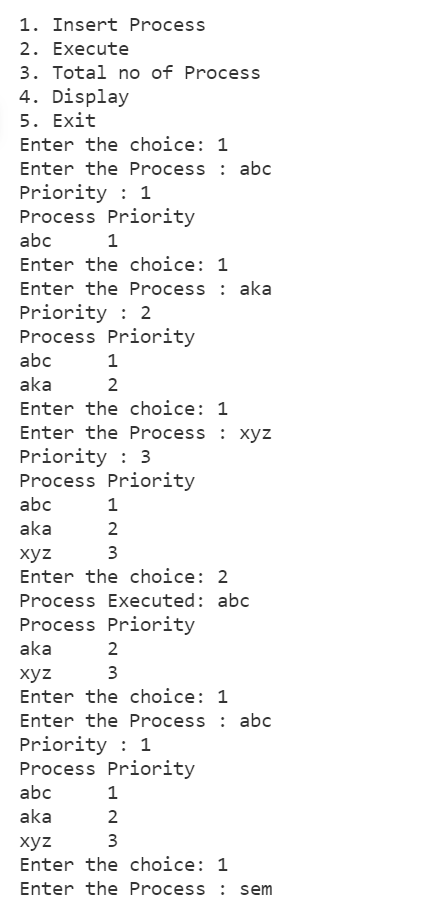 1. Insert Process
2. Execute
3. Total no of Process
4. Display
5. Exit
Enter the choice: 1
Enter the Process : abc
Priority : 1
Process Priority
abc     1
Enter the choice: 1
Enter the Process : aka
Priority : 2
Process Priority
abc     1
aka     2
Enter the choice: 1
Enter the Process : xyz
Priority : 3
Process Priority
abc     1
aka     2
xyz     3
Enter the choice: 2
Process Executed: abc
Process Priority
aka     2
xyz     3
Enter the choice: 1
Enter the Process : abc
Priority : 1
Process Priority
abc     1
aka     2
xyz     3
Enter the choice: 1
Enter the Process : sem